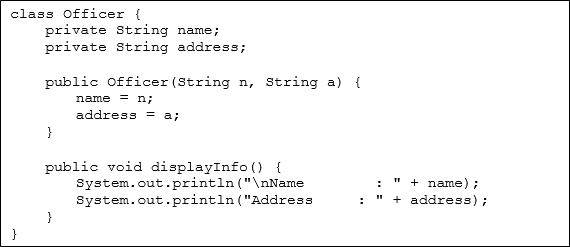 class Officer {
    private String name;
    private String address;

    public Officer(String n, String a) {
        name = n;
        address = a;
    }

    public void displayInfo() {
        System.out.println("\nName        : " + name);
        System.out.println("Address     : " + address);
    }
}